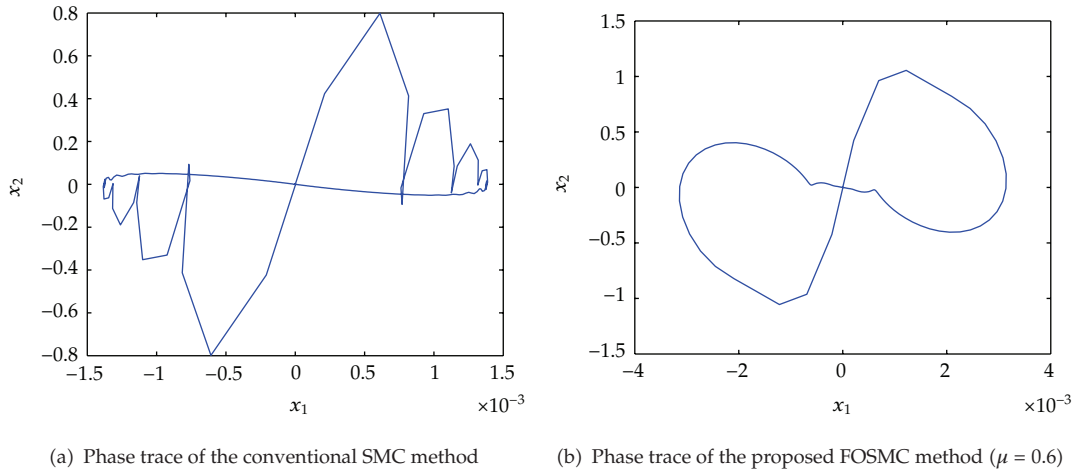 0.8
0.6
0.4
0.2
0
−0.2
−0.4
−0.6
−0.8
x2
−1.5 −1 −0.5 0 0.5 1 1.5
×10−3
x1
(a) Phase trace of the conventional SMC method
1.5
1
0.5
0
−0.5
−1
−1.5
x2
−4 −2 0 2 4
×10−3
x1
(b) Phase trace of the proposed FOSMC method (μ = 0.6)